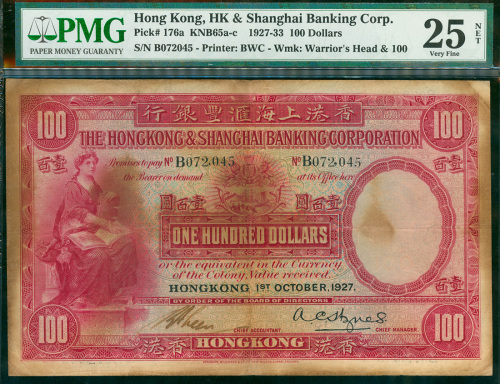 PMG
PAPER MONEY GUARANTY
Hong Kong, HK & Shanghai Banking Corp.
Pick# 176a KNB65a-c 1927-33 100 Dollars
S/N B072045 - Printer: BWC - Wmk: Warrior's Head & 100
25 NET
Very Fine
行銀豐滙海上港香
100 100
THE HONGKONG & SHANGHAI BANKING CORPORATION
百壹 百壹
Promises to pay No B072,045 No B072,045
the Bearer on demand at its Office here
圓百壹 圓百壹
ONE HUNDRED DOLLARS
or the equivalent in the Currency
of the Colony, Value received.
HONGKONG 1ST OCTOBER, 1927.
BY ORDER OF THE BOARD OF DIRECTORS
CHIEF ACCOUNTANT CHIEF MANAGER
100 100
港香 HONGKONG 港香